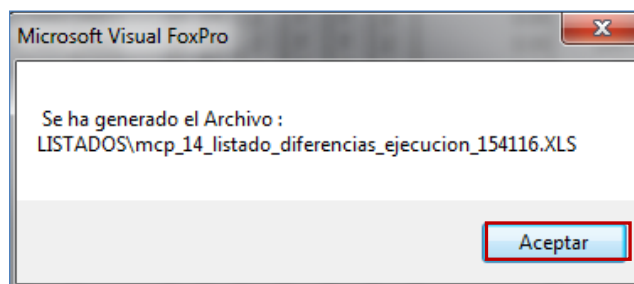 Microsoft Visual FoxPro
Se ha generado el Archivo :
LISTADOS\mcp_14_listado_diferencias_ejecucion_154116.XLS
Aceptar